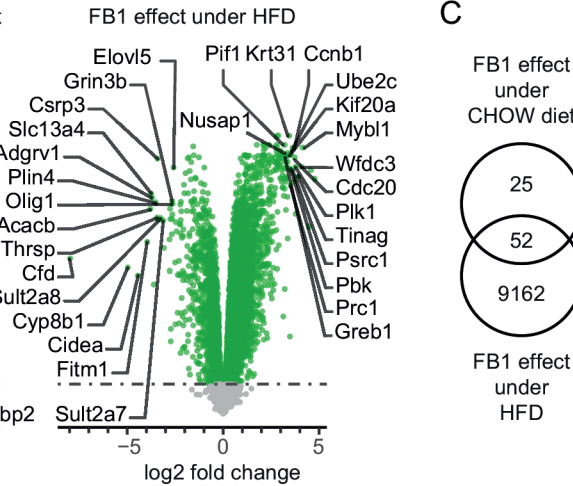 FB1 effect under HFD
C
Elovl5
Pif1 Krt31 Ccnb1
Grin3b
Ube2c
Csrp3
Kif20a
Slc13a4
Nusap1
Mybl1
Adgrv1
Wfdc3
Plin4
Cdc20
Olig1
Plk1
Acacb
Tinag
Thrsp
Psrc1
Cfd
Pbk
Sult2a8
Prc1
Cyp8b1
Greb1
Cidea
Fitm1
bp2
Sult2a7
−5 0 5
log2 fold change
FB1 effect
under
CHOW diet
25
52
9162
FB1 effect
under
HFD